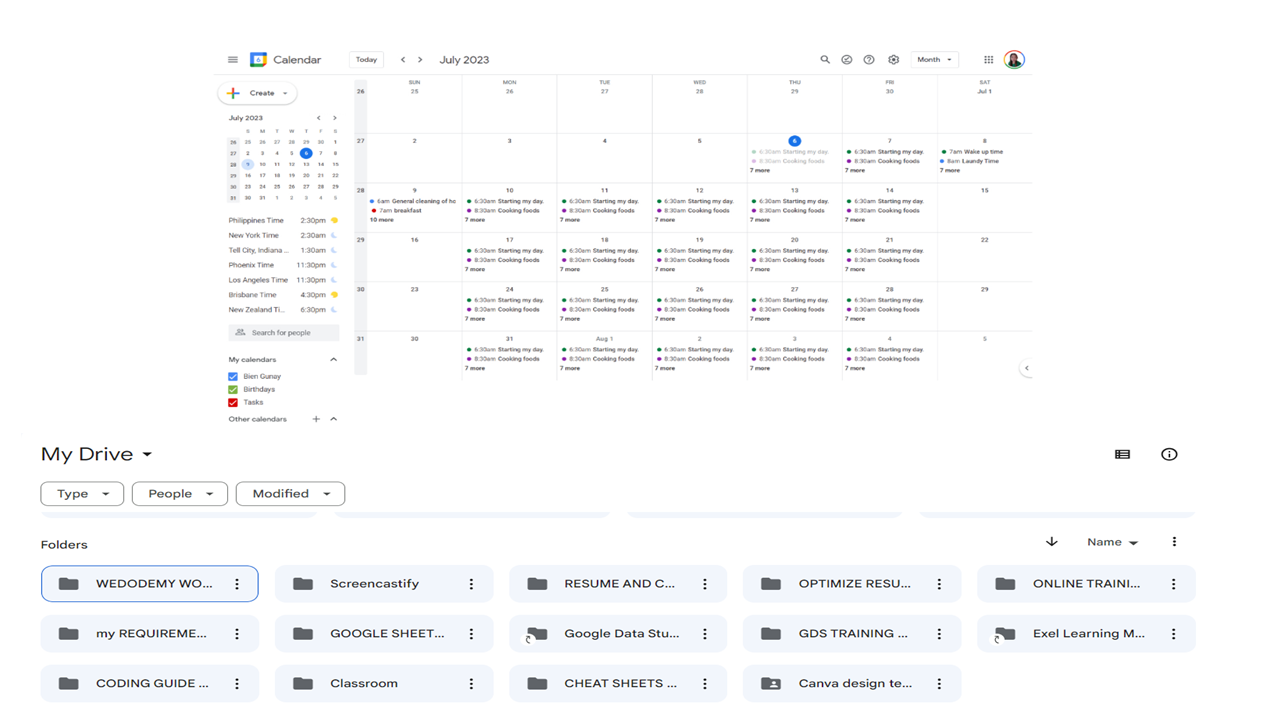 Calendar Today July 2023 Month
Create
SUN MON TUE WED THU FRI SAT
26 25 26 27 28 29 30 Jul 1
July 2023
S M T W T F S
26 25 26 27 28 29 30 1
27 2 3 4 5 6 7 8
28 9 10 11 12 13 14 15
29 16 17 18 19 20 21 22
30 23 24 25 26 27 28 29
31 30 31 1 2 3 4 5
27 2 3 4 5 6 7 8
6:30am Starting my day. 6:30am Starting my day. 7am Wake up time
8:30am Cooking foods 8:30am Cooking foods 8am Laundy Time
7 more 7 more 7 more
28 9 10 11 12 13 14 15
6am General cleaning of ho 6:30am Starting my day. 6:30am Starting my day. 6:30am Starting my day. 6:30am Starting my day. 6:30am Starting my day.
7am breakfast 8:30am Cooking foods 8:30am Cooking foods 8:30am Cooking foods 8:30am Cooking foods 8:30am Cooking foods
10 more 7 more 7 more 7 more 7 more 7 more
29 16 17 18 19 20 21 22
6:30am Starting my day. 6:30am Starting my day. 6:30am Starting my day. 6:30am Starting my day. 6:30am Starting my day.
8:30am Cooking foods 8:30am Cooking foods 8:30am Cooking foods 8:30am Cooking foods 8:30am Cooking foods
7 more 7 more 7 more 7 more 7 more
30 23 24 25 26 27 28 29
6:30am Starting my day. 6:30am Starting my day. 6:30am Starting my day. 6:30am Starting my day. 6:30am Starting my day.
8:30am Cooking foods 8:30am Cooking foods 8:30am Cooking foods 8:30am Cooking foods 8:30am Cooking foods
7 more 7 more 7 more 7 more 7 more
31 30 31 Aug 1 2 3 4 5
6:30am Starting my day. 6:30am Starting my day. 6:30am Starting my day. 6:30am Starting my day. 6:30am Starting my day.
8:30am Cooking foods 8:30am Cooking foods 8:30am Cooking foods 8:30am Cooking foods 8:30am Cooking foods
7 more 7 more 7 more 7 more 7 more
Philippines Time 2:30pm
New York Time 2:30am
Tell City, Indiana ... 1:30am
Phoenix Time 11:30pm
Los Angeles Time 11:30pm
Brisbane Time 4:30pm
New Zealand Ti... 6:30pm
Search for people
My calendars
Bien Gunay
Birthdays
Tasks
Other calendars
My Drive
Type People Modified
Folders Name
WEDODEMY WO... Screencastify RESUME AND C... OPTIMIZE RESU... ONLINE TRAINI...
my REQUIREME... GOOGLE SHEET... Google Data Stu... GDS TRAINING ... Exel Learning M...
CODING GUIDE ... Classroom CHEAT SHEETS ... Canva design te...